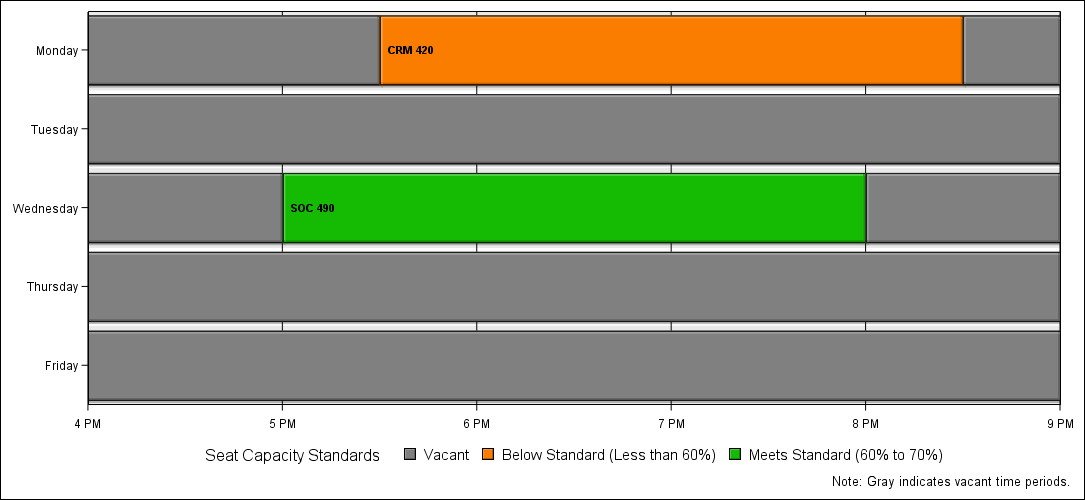 Monday
CRM 420
Tuesday
Wednesday
SOC 490
Thursday
Friday
4 PM 5 PM 6 PM 7 PM 8 PM 9 PM
Seat Capacity Standards Vacant Below Standard (Less than 60%) Meets Standard (60% to 70%)
Note: Gray indicates vacant time periods.